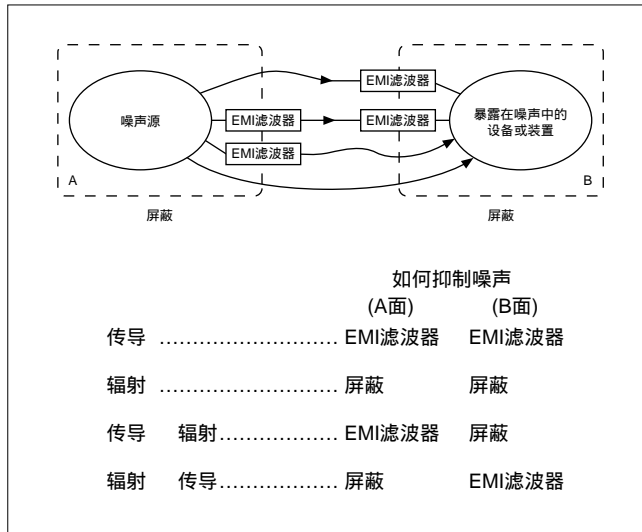 EMI滤波器
噪声源
EMI滤波器
EMI滤波器
暴露在噪声中的
设备或装置
EMI滤波器
A
B
屏蔽
屏蔽
如何抑制噪声
(A面) (B面)
传导 ........................... EMI滤波器 EMI滤波器
辐射 ........................... 屏蔽 屏蔽
传导 辐射.................. EMI滤波器 屏蔽
辐射 传导.................. 屏蔽 EMI滤波器